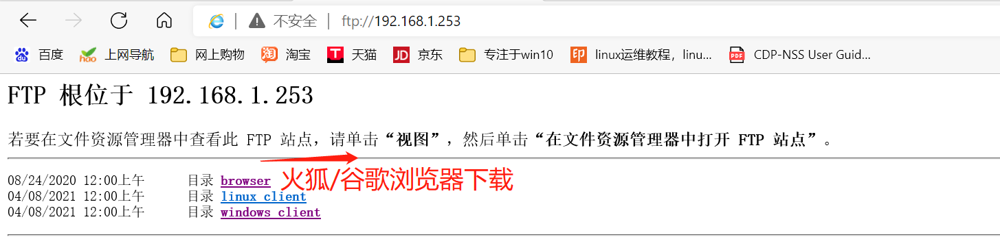 不安全 ftp://192.168.1.253
百度 上网导航 网上购物 淘宝 天猫 京东 专注于win10 linux运维教程，linu... CDP-NSS User Guid...
FTP 根位于 192.168.1.253
若要在文件资源管理器中查看此 FTP 站点，请单击“视图”，然后单击“在文件资源管理器中打开 FTP 站点”。
08/24/2020 12:00上午 目录 browser 火狐/谷歌浏览器下载
04/08/2021 12:00上午 目录 linux client
04/08/2021 12:00上午 目录 windows client